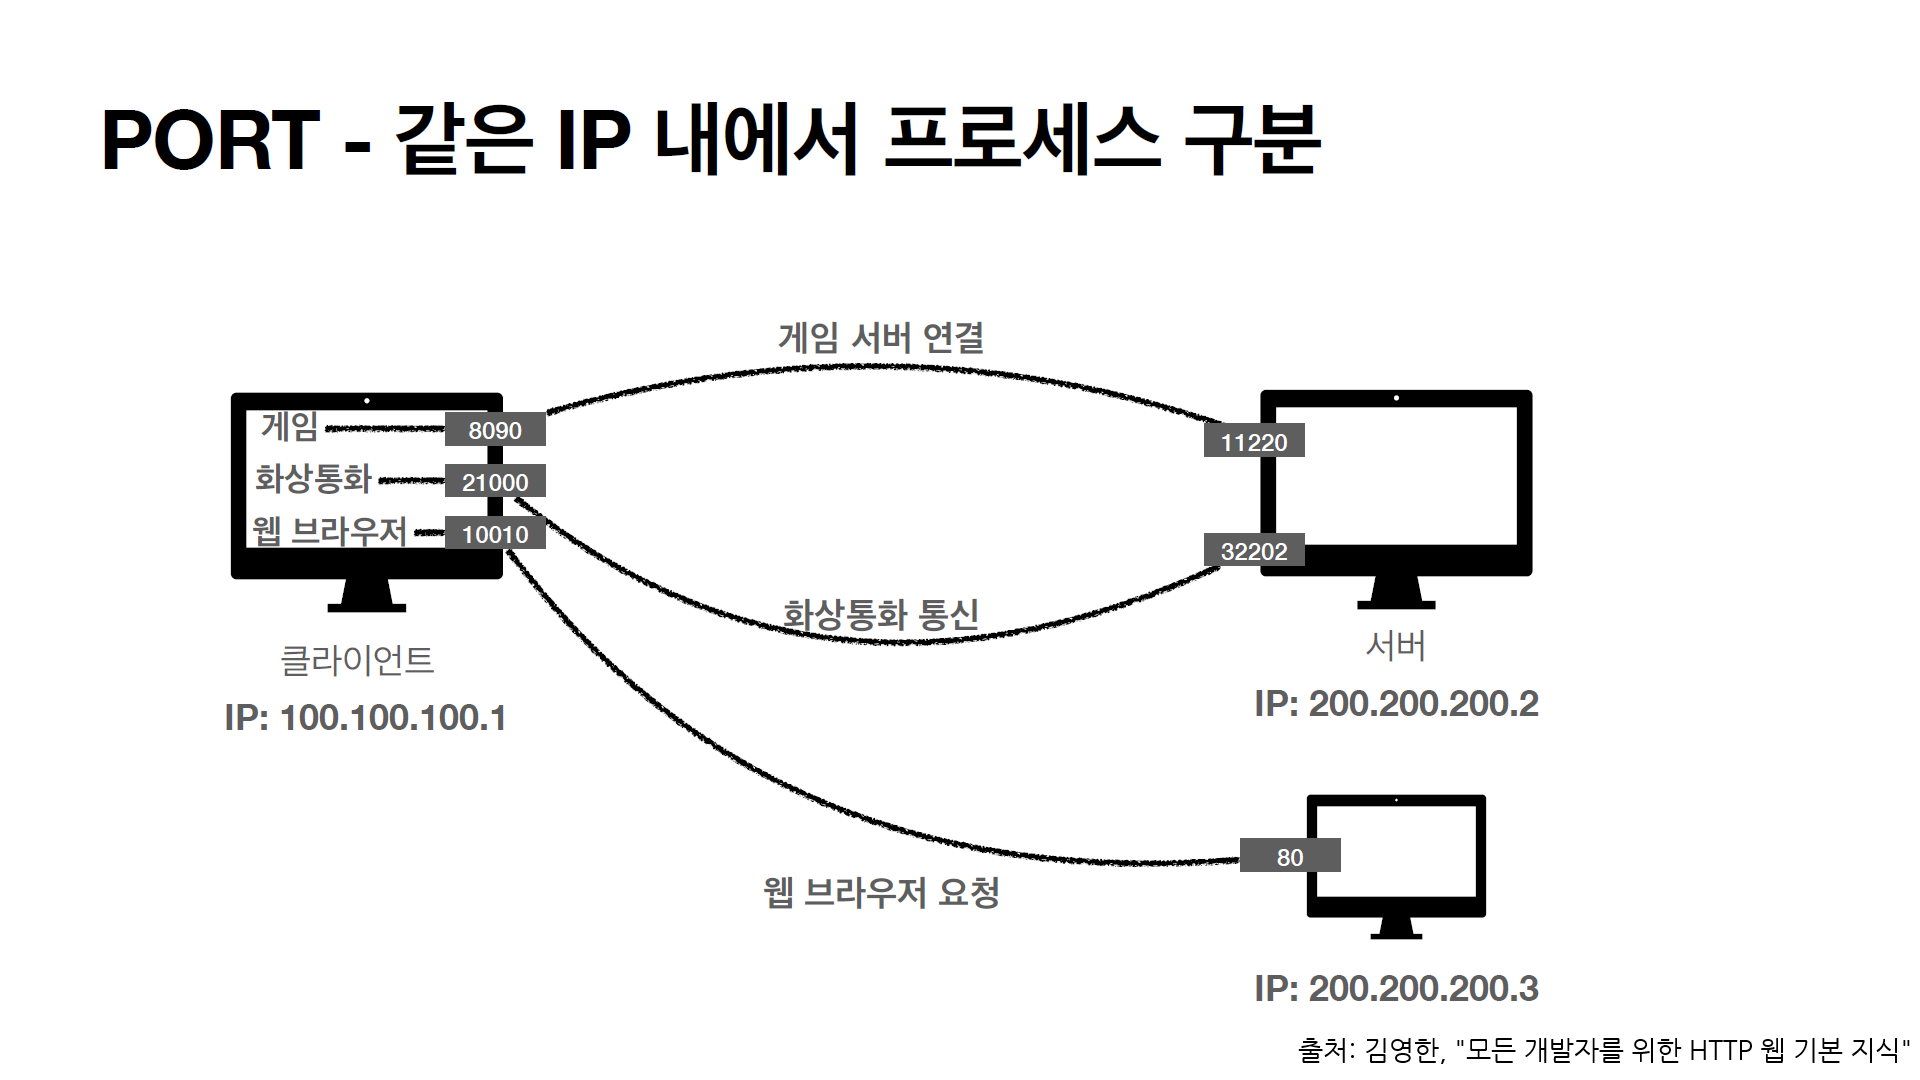 PORT - 같은 IP 내에서 프로세스 구분
게임 서버 연결
게임
8090
11220
화상통화
21000
웹 브라우저
10010
32202
화상통화 통신
클라이언트
서버
IP: 100.100.100.1
IP: 200.200.200.2
80
웹 브라우저 요청
IP: 200.200.200.3
출처: 김영한, "모든 개발자를 위한 HTTP 웹 기본 지식"